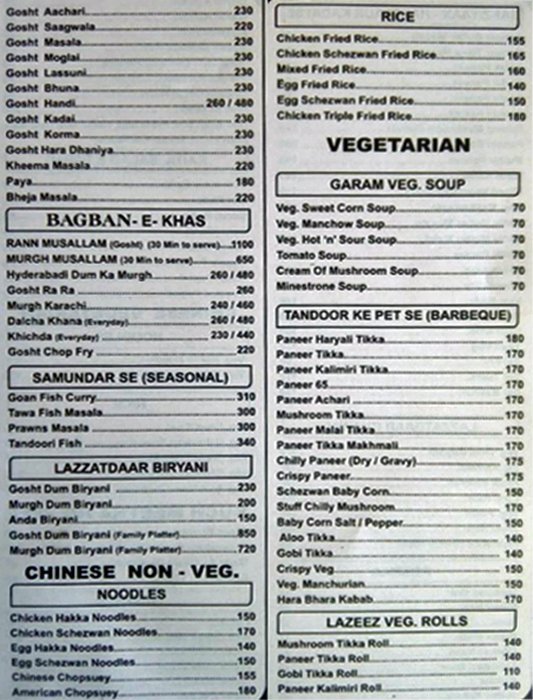 Gosht Aachari 230
Gosht Saagwala 220
Gosht Masala 230
Gosht Moglai 230
Gosht Lassuni 230
Gosht Bhuna 230
Gosht Handi 260 / 480
Gosht Kadai 230
Gosht Korma 230
Gosht Hara Dhaniya 230
Kheema Masala 220
Paya 180
Bheja Masala 220
BAGBAN- E- KHAS
RANN MUSALLAM (Gosht) (30 Min to serve) 1100
MURGH MUSALLAM (30 Min to serve) 650
Hyderabadi Dum Ka Murgh 260 / 480
Gosht Ra Ra 260
Murgh Karachi 240 / 460
Dalcha Khana (Everyday) 260 / 480
Khichda (Everyday) 230 / 440
Gosht Chop Fry 220
SAMUNDAR SE (SEASONAL)
Goan Fish Curry 310
Tawa Fish Masala 300
Prawns Masala 300
Tandoori Fish 340
LAZZATDAAR BIRYANI
Gosht Dum Biryani 230
Murgh Dum Biryani 200
Anda Biryani 150
Gosht Dum Biryani (Family Platter) 850
Murgh Dum Biryani (Family Platter) 720
CHINESE NON - VEG.
NOODLES
Chicken Hakka Noodles 150
Chicken Schezwan Noodles 170
Egg Hakka Noodles 140
Egg Schezwan Noodles 150
Chinese Chopsuey 155
American Chopsuey 180
RICE
Chicken Fried Rice 155
Chicken Schezwan Fried Rice 165
Mixed Fried Rice 160
Egg Fried Rice 140
Egg Schezwan Fried Rice 150
Chicken Triple Fried Rice 180
VEGETARIAN
GARAM VEG. SOUP
Veg. Sweet Corn Soup 70
Veg. Manchow Soup 70
Veg. Hot 'n' Sour Soup 70
Tomato Soup 70
Cream Of Mushroom Soup 70
Minestrone Soup 70
TANDOOR KE PET SE (BARBEQUE)
Paneer Haryali Tikka 180
Paneer Tikka 170
Paneer Kalimiri Tikka 170
Paneer 65 170
Paneer Achari 170
Mushroom Tikka 170
Paneer Malai Tikka 170
Paneer Tikka Makhmali 170
Chilly Paneer (Dry / Gravy) 175
Crispy Paneer 175
Schezwan Baby Corn 150
Stuff Chilly Mushroom 170
Baby Corn Salt / Pepper 150
Aloo Tikka 140
Gobi Tikka 140
Crispy Veg 150
Veg. Manchurian 150
Hara Bhara Kabab 170
LAZEEZ VEG. ROLLS
Mushroom Tikka Roll 140
Paneer Tikka Roll 140
Gobi Tikka Roll 110
Paneer Kalimiri Roll 140